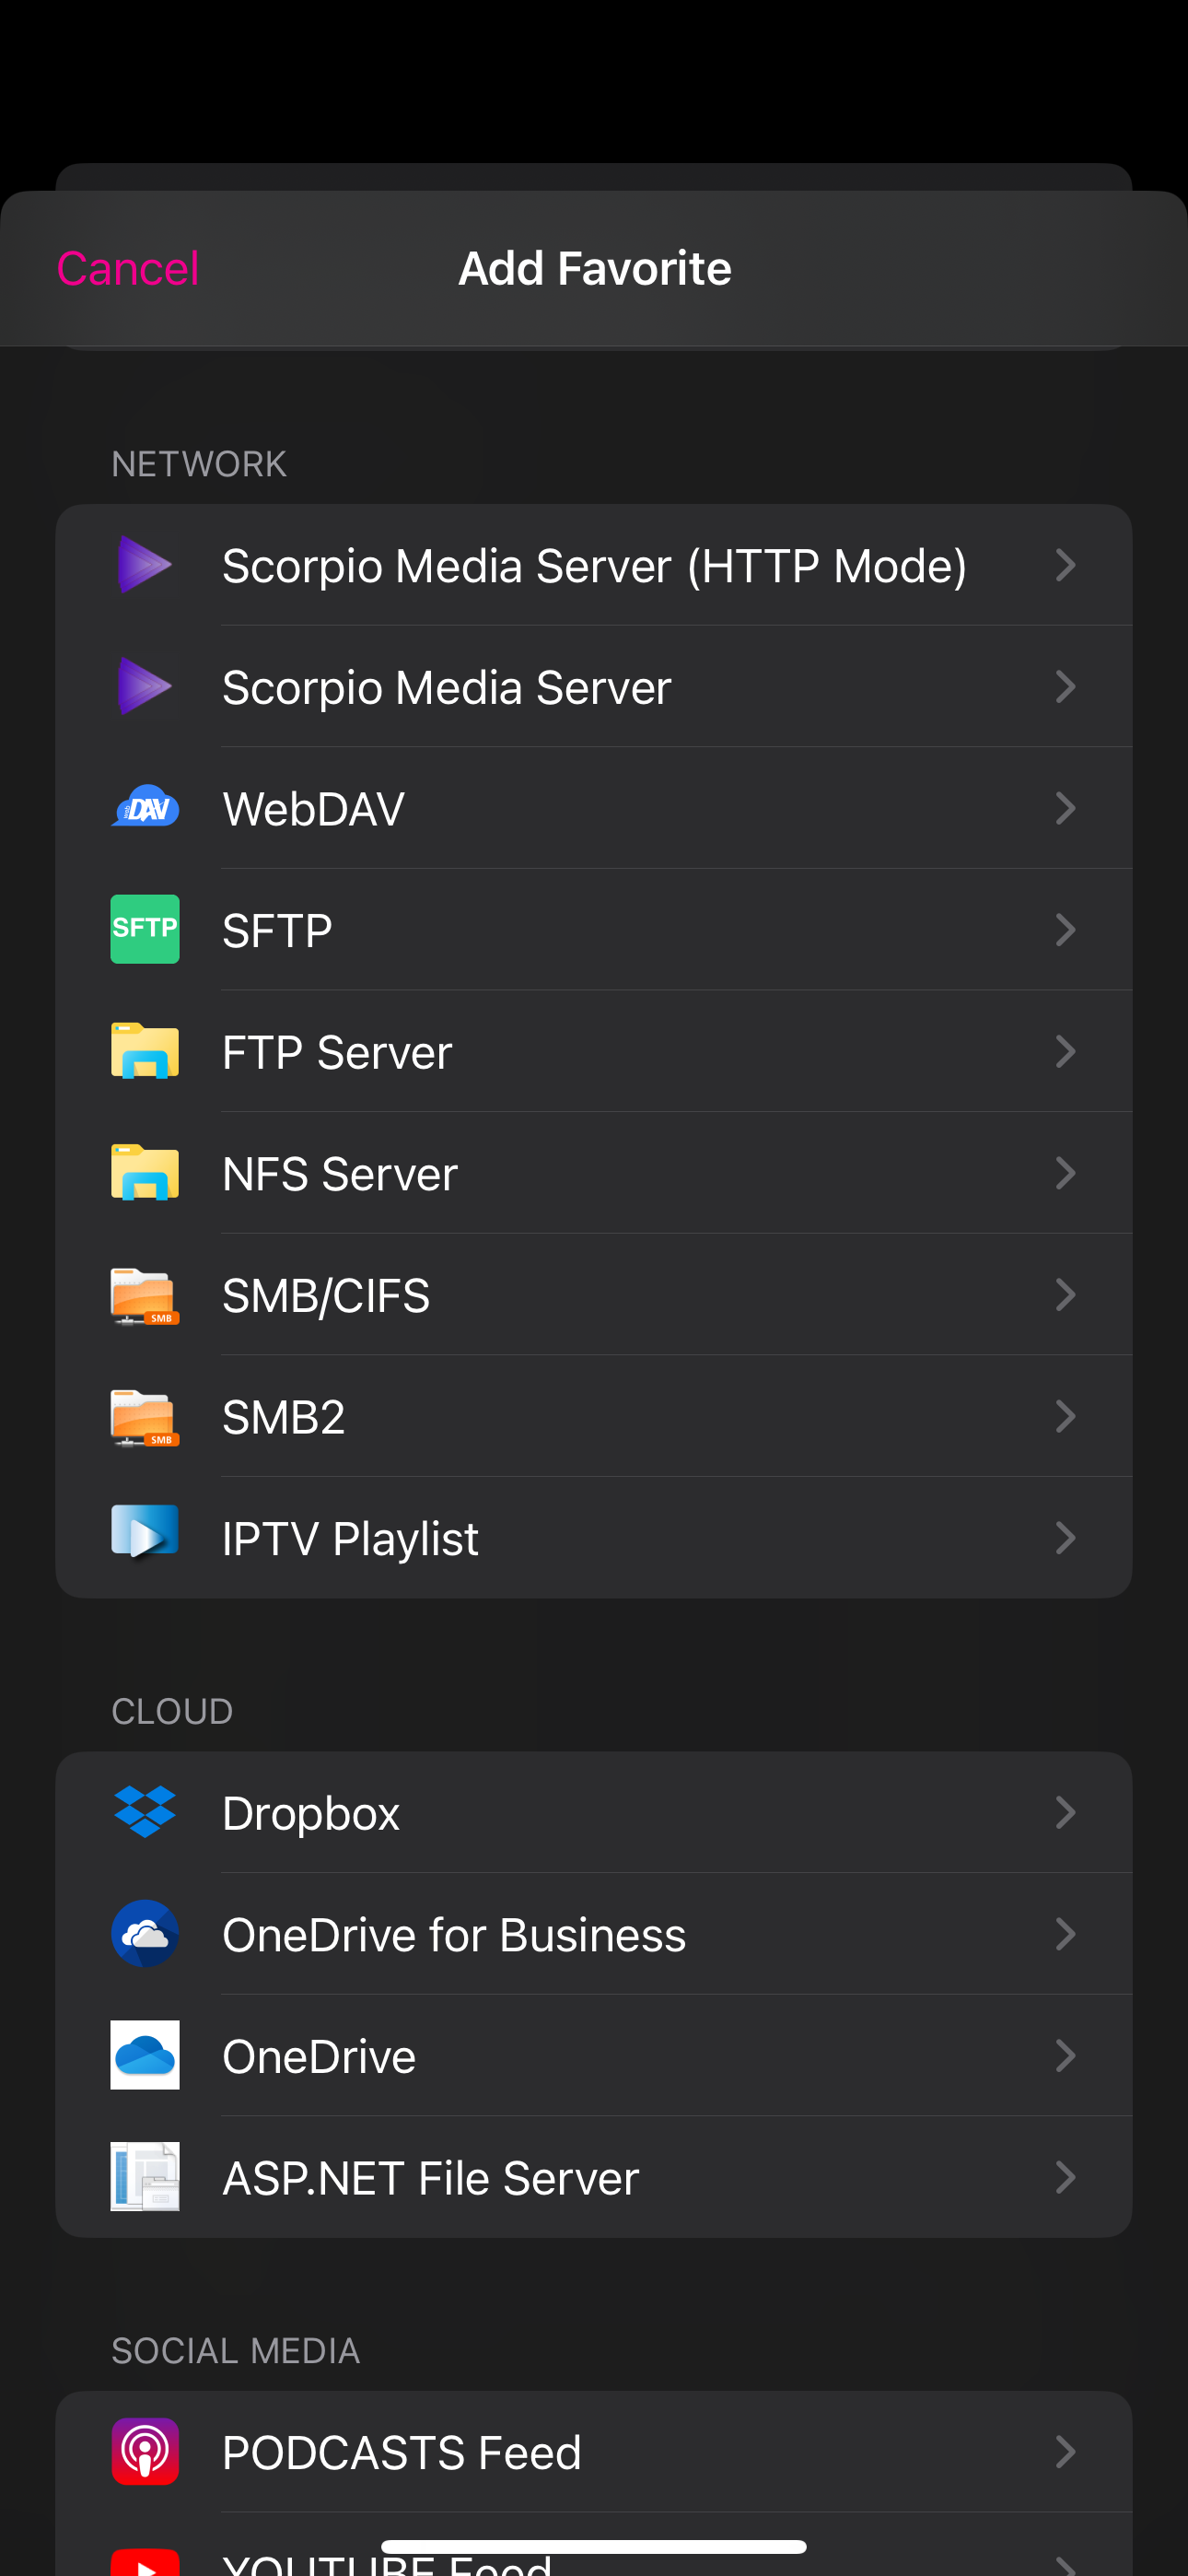 Cancel
Add Favorite
NETWORK
Scorpio Media Server (HTTP Mode)
Scorpio Media Server
DAV
WebDAV
SFTP
SFTP
FTP Server
NFS Server
SMB
SMB/CIFS
SMB
SMB2
IPTV Playlist
CLOUD
Dropbox
OneDrive for Business
OneDrive
ASP.NET File Server
SOCIAL MEDIA
PODCASTS Feed
YOUTUBE Feed